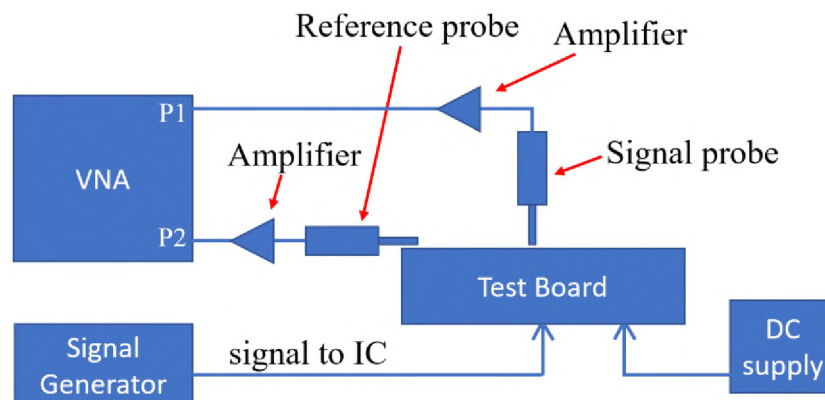 Reference probe
Amplifier
P1
Amplifier
VNA
Signal probe
P2
Test Board
Signal
Generator
signal to IC
DC
supply